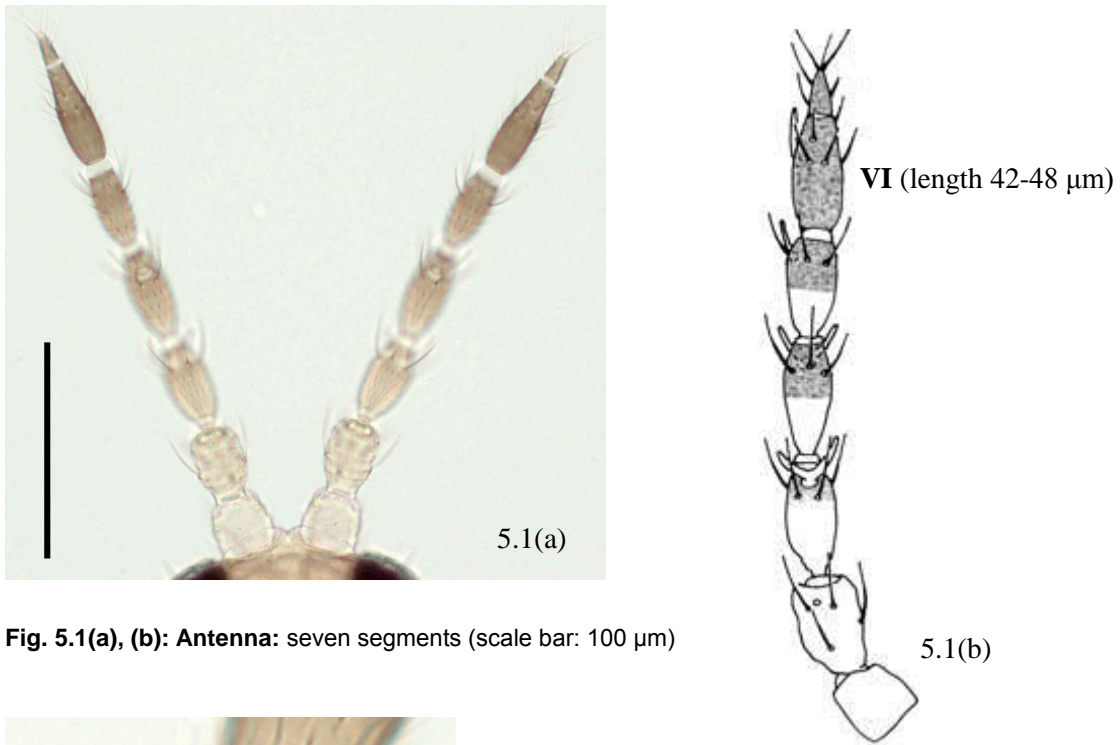 VI (length 42-48 µm)
5.1(a)
Fig. 5.1(a), (b): Antenna: seven segments (scale bar: 100 µm)
5.1(b)